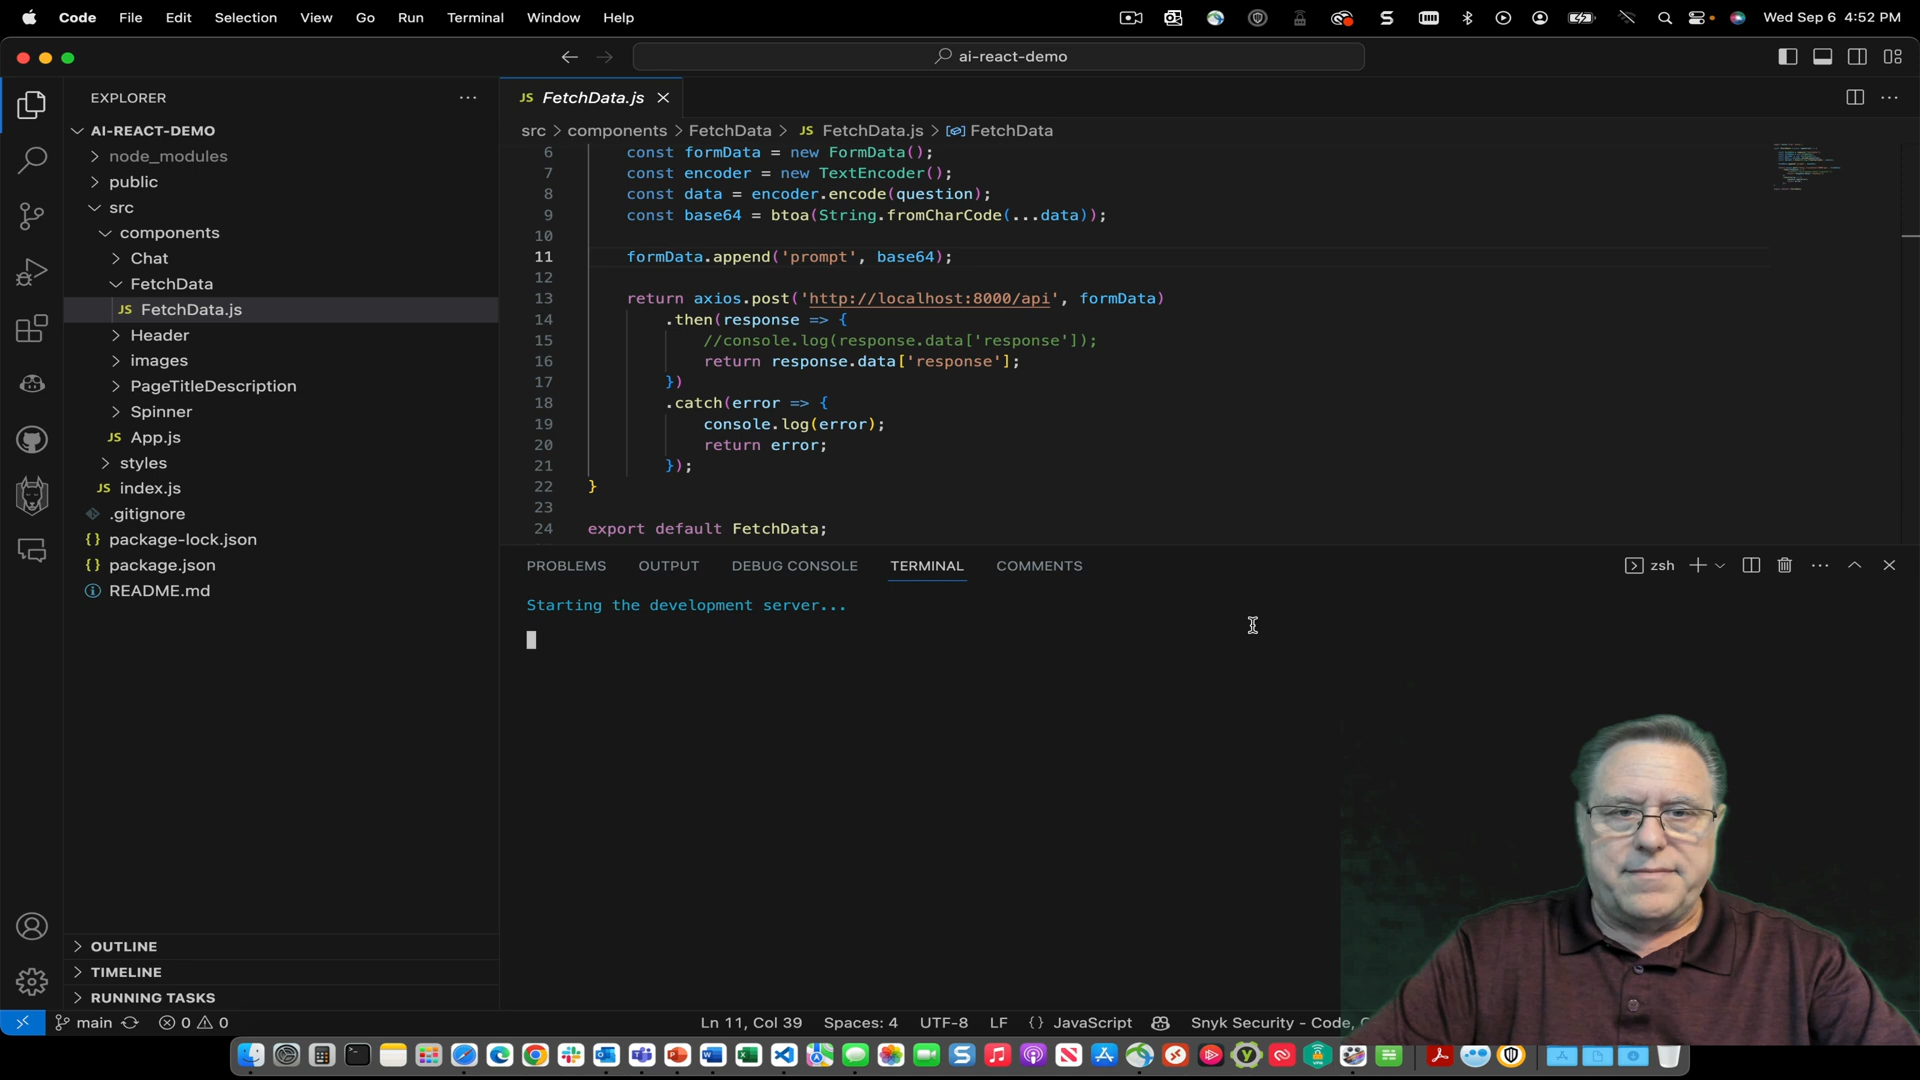 Code File Edit Selection View Go Run Terminal Window Help
Wed Sep 6 4:52 PM
ai-react-demo
EXPLORER
AI-REACT-DEMO
node_modules
public
src
components
Chat
FetchData
JS FetchData.js
Header
images
PageTitleDescription
Spinner
JS App.js
styles
JS index.js
.gitignore
{} package-lock.json
{} package.json
README.md
OUTLINE
TIMELINE
RUNNING TASKS
JS FetchData.js
src > components > FetchData > JS FetchData.js > FetchData
6 const formData = new FormData();
7 const encoder = new TextEncoder();
8 const data = encoder.encode(question);
9 const base64 = btoa(String.fromCharCode(...data));
10
11 formData.append('prompt', base64);
12
13 return axios.post('http://localhost:8000/api', formData)
14 .then(response => {
15 //console.log(response.data['response']);
16 return response.data['response'];
17 })
18 .catch(error => {
19 console.log(error);
20 return error;
21 });
22 }
23
24 export default FetchData;
PROBLEMS OUTPUT DEBUG CONSOLE TERMINAL COMMENTS
zsh
Starting the development server...
main 0 0
Ln 11, Col 39 Spaces: 4 UTF-8 LF {} JavaScript Snyk Security - Code,